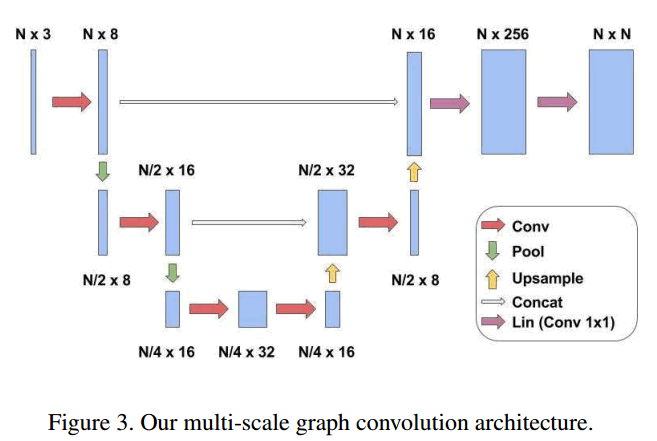 N x 3
N x 8
N x 16
N x 256
N x N
N/2 x 16
N/2 x 32
N/2 x 8
N/2 x 8
N/4 x 16
N/4 x 32
N/4 x 16
Conv
Pool
Upsample
Concat
Lin (Conv 1x1)
Figure 3. Our multi-scale graph convolution architecture.